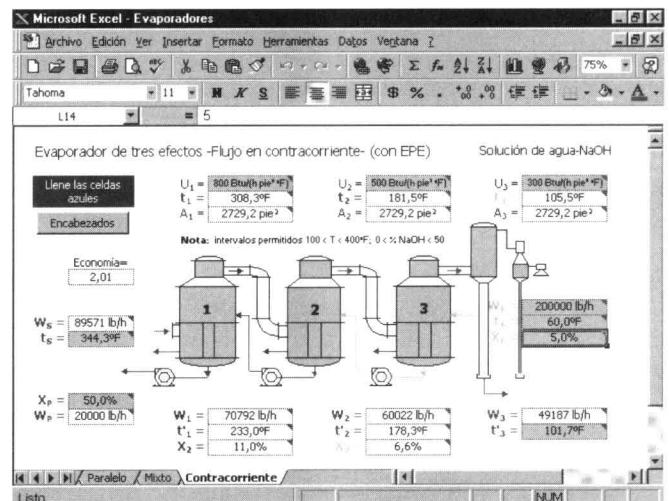 Microsoft Excel - Evaporadores
Archivo Edición Ver Insertar Formato Herramientas Datos Ventana ?
75%
Tahoma 11 N K S $ %
L14 = 5
Evaporador de tres efectos -Flujo en contracorriente- (con EPE) Solución de agua-NaOH
Llene las celdas azules
Encabezados
U₁ = 800 Btu/(h pie² °F) U₂ = 500 Btu/(h pie² °F) U₃ = 300 Btu/(h pie² °F)
t₁ = 308,3°F t₂ = 181,5°F 105,5°F
A₁ = 2729,2 pie² A₂ = 2729,2 pie² A₃ = 2729,2 pie²
Nota: intervalos permitidos 100 < T < 400°F; 0 < % NaOH < 50
Economía=
2,01
1 2 3
200000 lb/h
60,0°F
5,0%
Wₛ = 89571 lb/h
tₛ = 344,3°F
Xₚ = 50,0%
Wₚ = 20000 lb/h
W₁ = 70792 lb/h W₂ = 60022 lb/h W₃ = 49187 lb/h
t'₁ = 233,0°F t'₂ = 178,3°F t'₃ = 101,7°F
X₂ = 11,0% 6,6%
Paralelo Mixto Contracorriente
Listo NUM